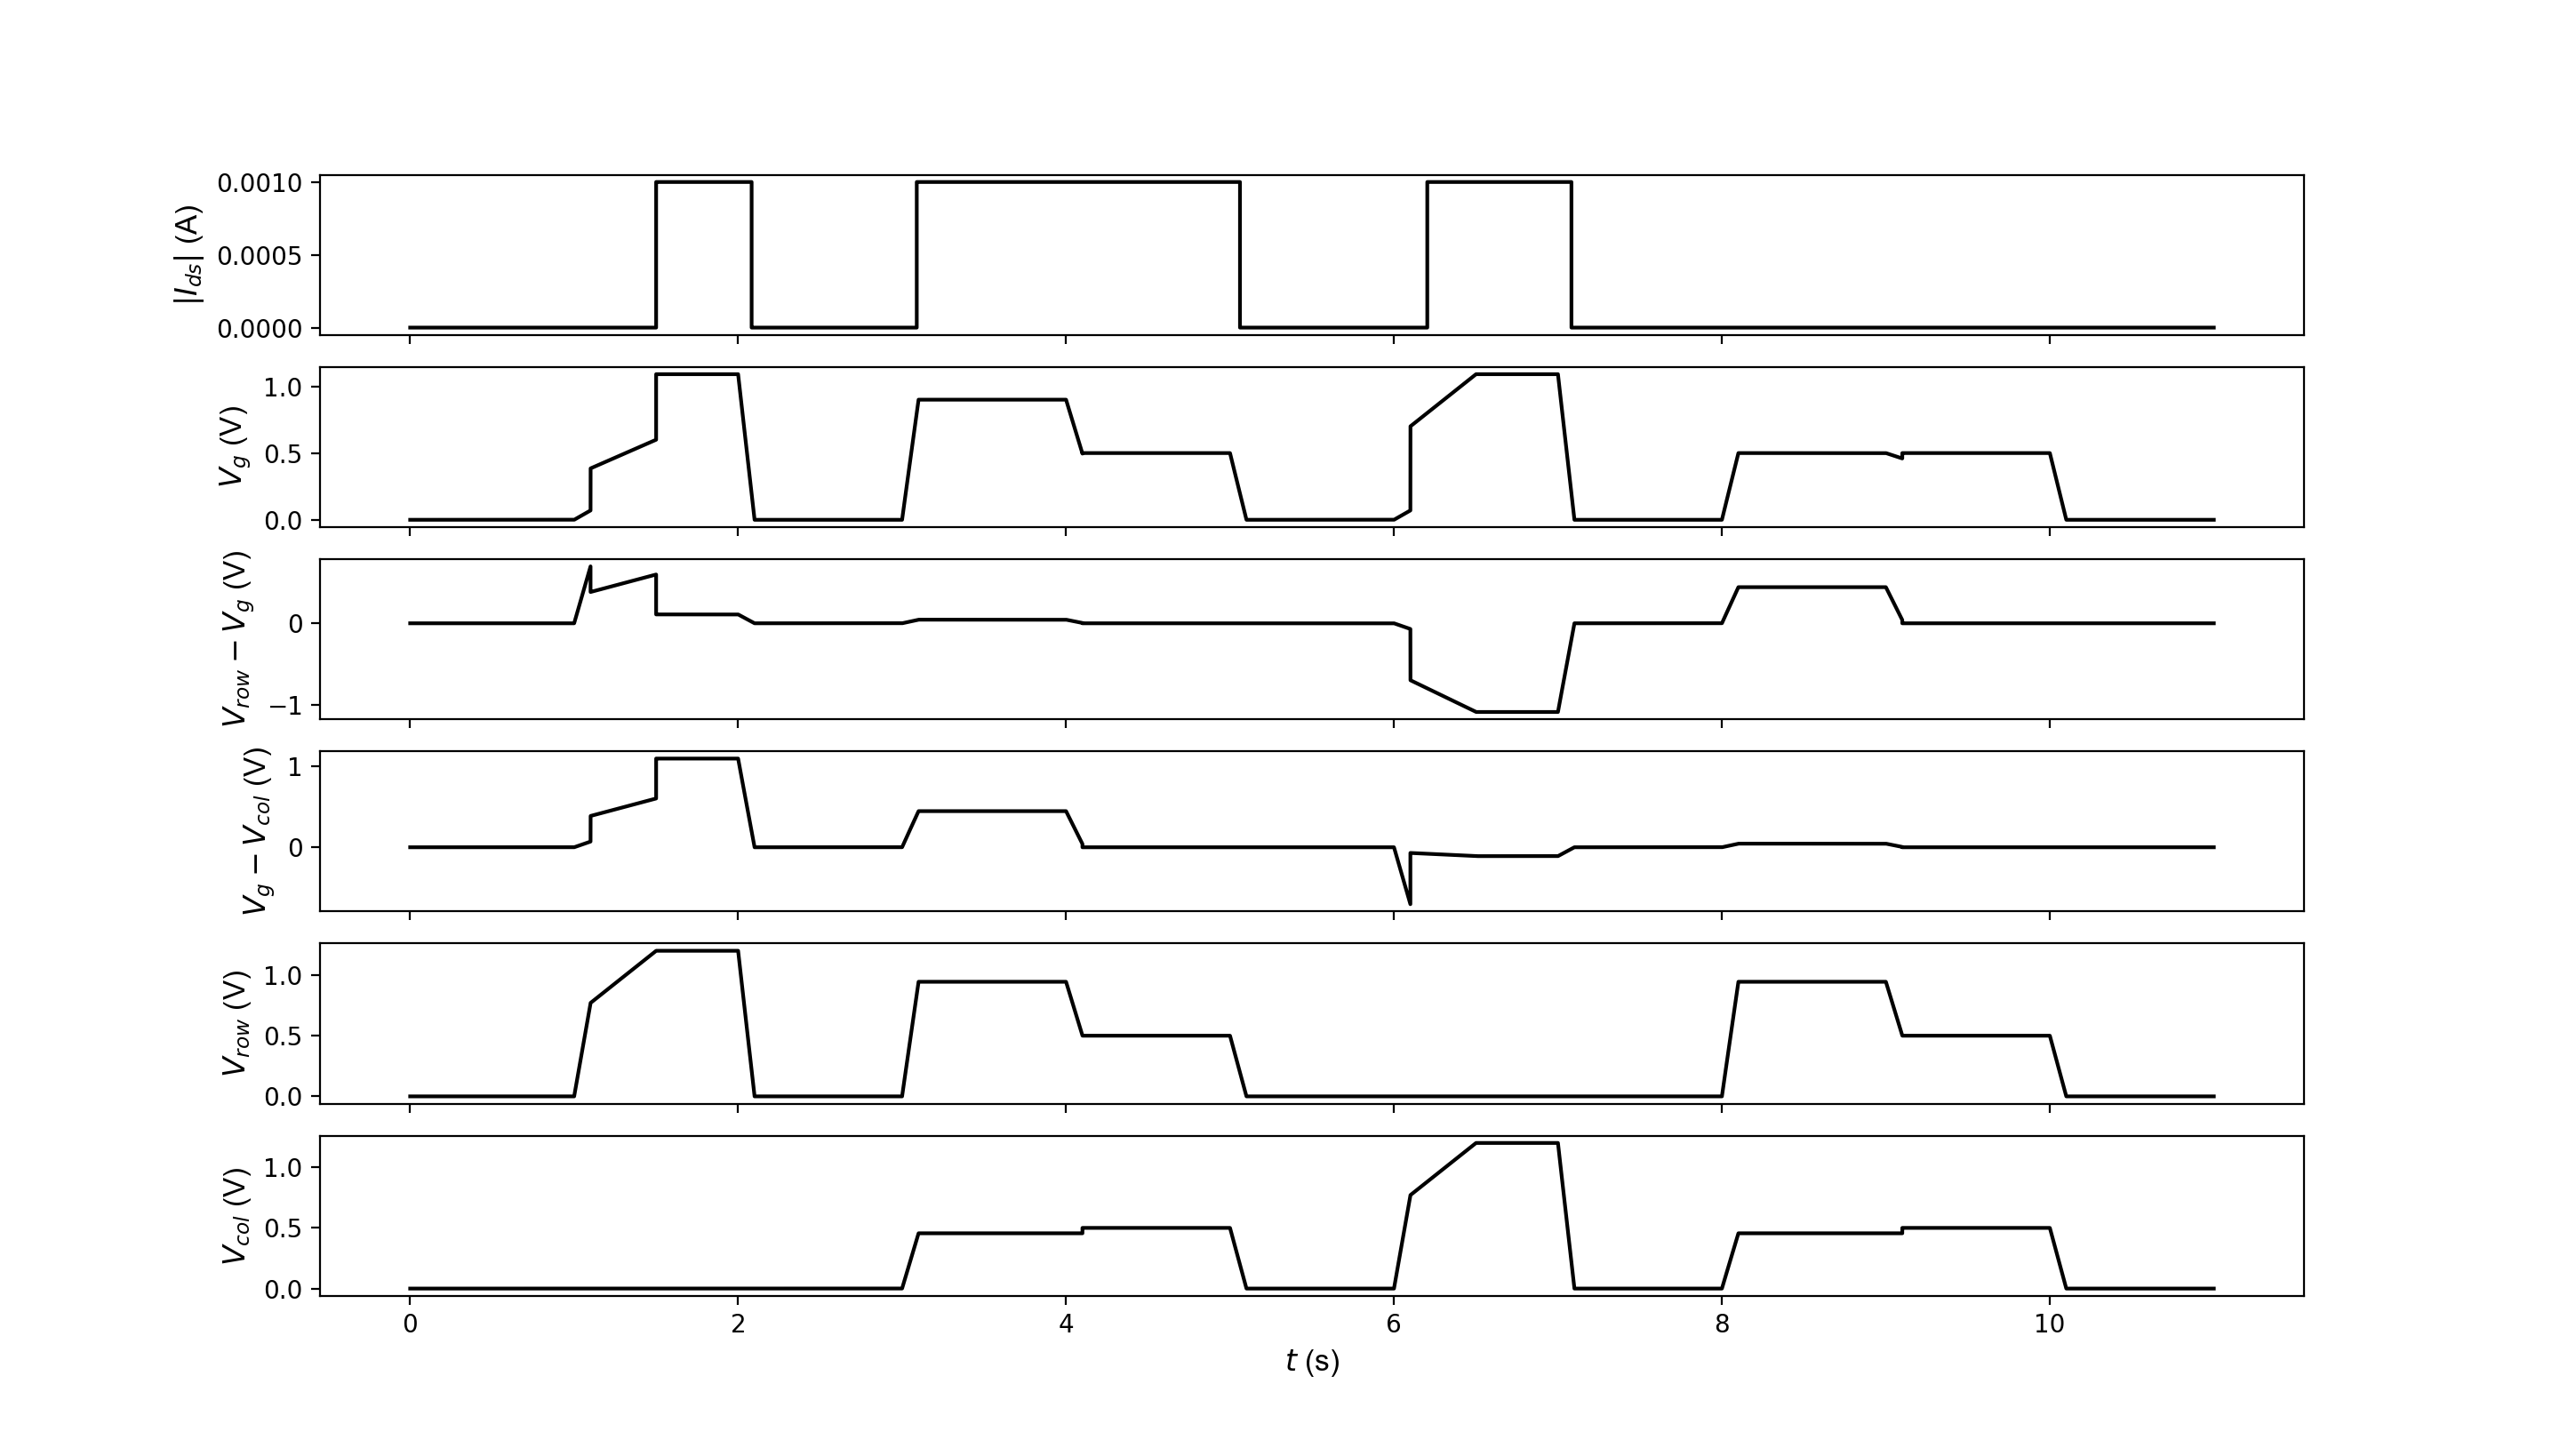 |I_ds| (A)
0.0010
0.0005
0.0000
V_g (V)
1.0
0.5
0.0
V_row − V_g (V)
0
−1
V_g − V_col (V)
1
0
V_row (V)
1.0
0.5
0.0
V_col (V)
1.0
0.5
0.0
0 2 4 6 8 10
t (s)